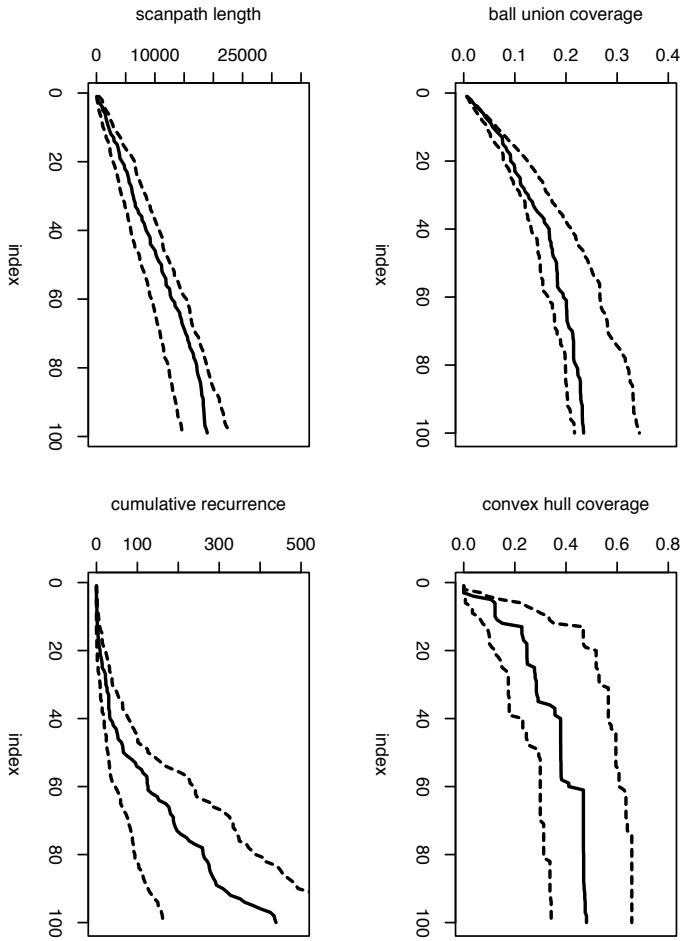 scanpath length
0 10000 25000
0 20 40 60 80 100
index
ball union coverage
0.0 0.1 0.2 0.3 0.4
0 20 40 60 80 100
index
cumulative recurrence
0 100 300 500
0 20 40 60 80 100
index
convex hull coverage
0.0 0.2 0.4 0.6 0.8
0 20 40 60 80 100
index